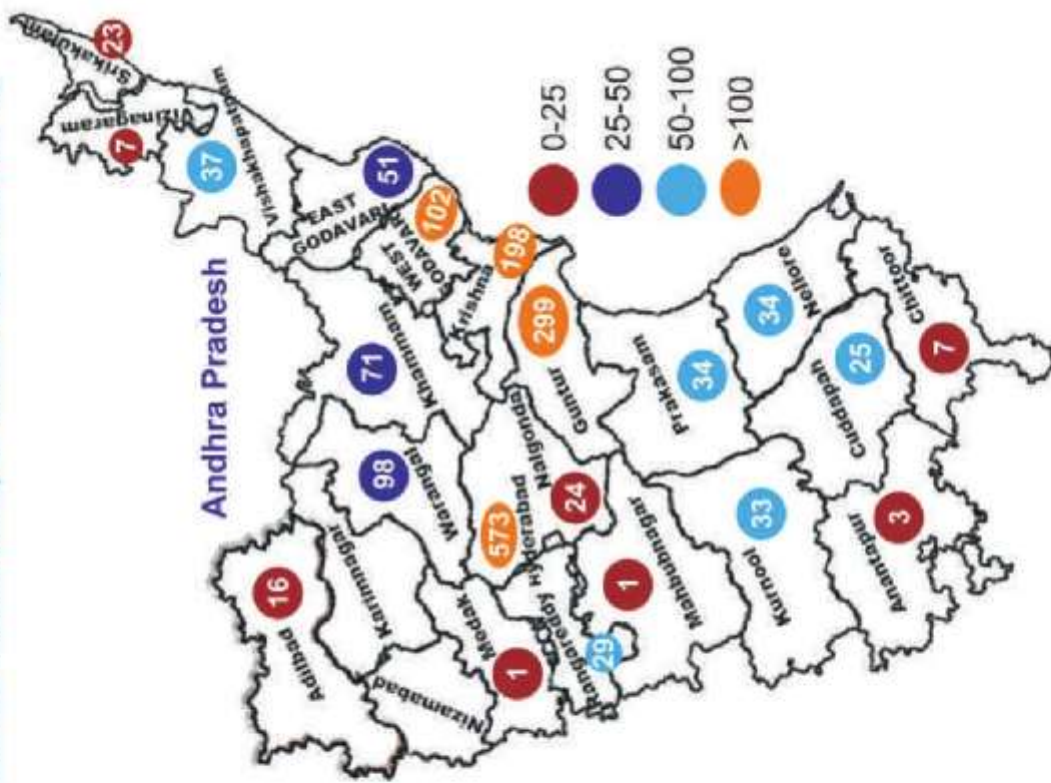 Andhra Pradesh
Adilbad
16
Nizamabad
Karimnagar
Medak
1
Warangal
98
Khammam
71
Rangareddy
29
Hyderabad
573
Nalgonda
24
Mahbubnagar
1
Srikakulam
23
Vizinagaram
7
Vishakhapatnam
37
EAST
GODAVARI
51
WEST
GODAVARI
102
Krishna
198
Guntur
299
Prakasam
34
Kurnool
33
Nellore
34
Cuddapah
25
Anantapur
3
Chittoor
7
0-25
25-50
50-100
>100